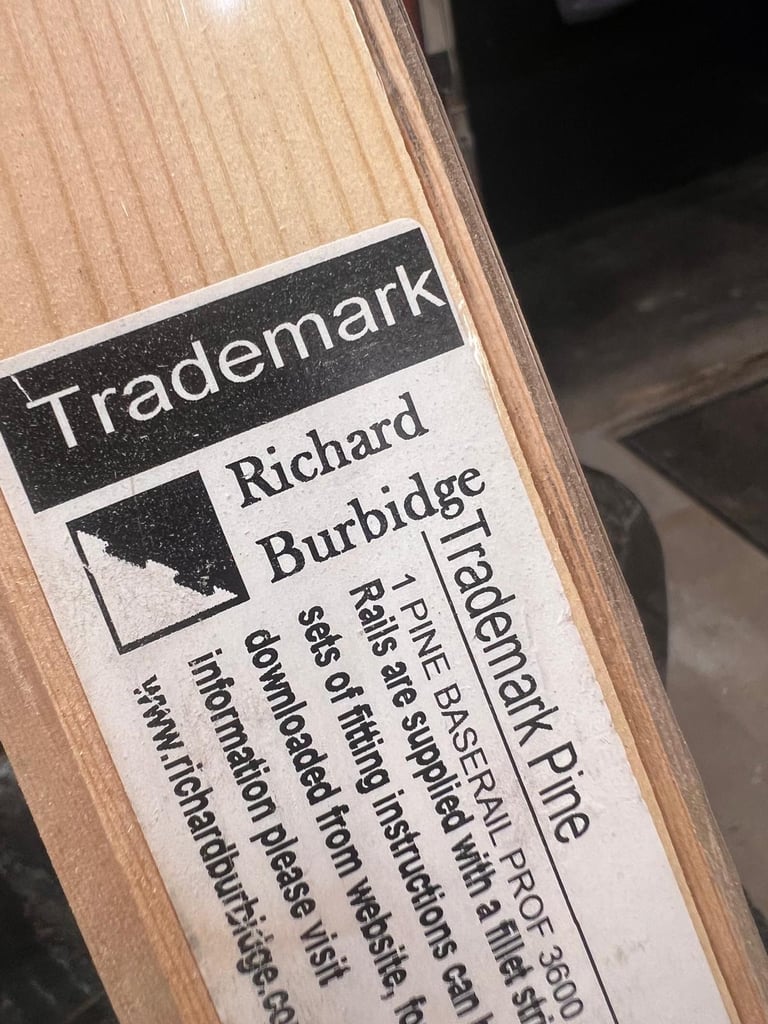 Trademark
Richard
Burbidge
Trademark Pine
1 PINE BASERAIL PROF 3600
Rails are supplied with a fillet
sets of fitting instructions can
downloaded from website,
information please visit
www.richardburbidge.co